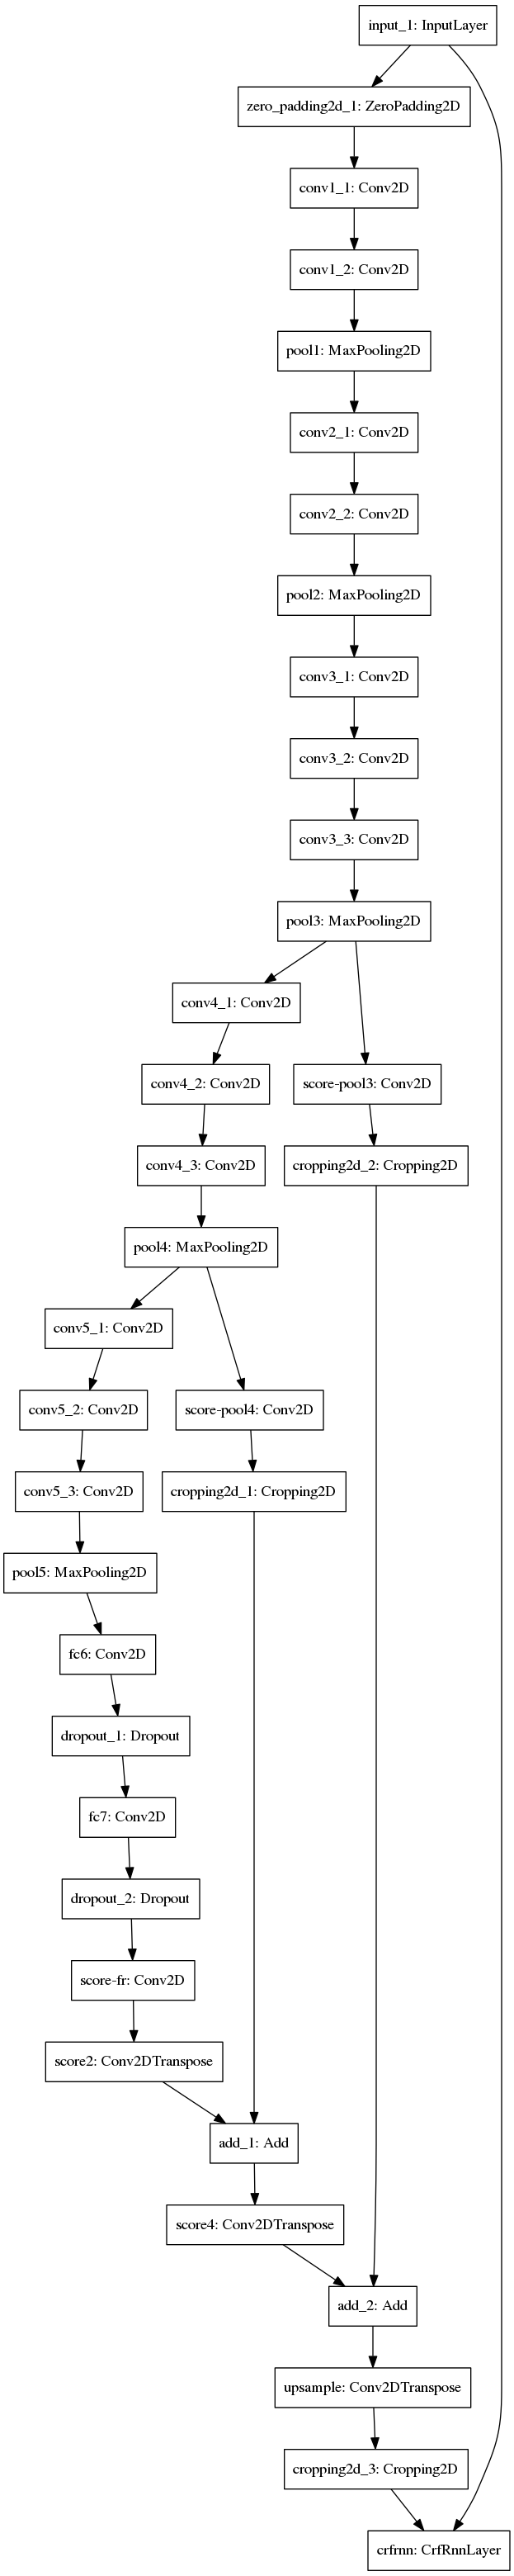 input_1: InputLayer
zero_padding2d_1: ZeroPadding2D
conv1_1: Conv2D
conv1_2: Conv2D
pool1: MaxPooling2D
conv2_1: Conv2D
conv2_2: Conv2D
pool2: MaxPooling2D
conv3_1: Conv2D
conv3_2: Conv2D
conv3_3: Conv2D
pool3: MaxPooling2D
conv4_1: Conv2D
conv4_2: Conv2D
score-pool3: Conv2D
conv4_3: Conv2D
cropping2d_2: Cropping2D
pool4: MaxPooling2D
conv5_1: Conv2D
conv5_2: Conv2D
score-pool4: Conv2D
conv5_3: Conv2D
cropping2d_1: Cropping2D
pool5: MaxPooling2D
fc6: Conv2D
dropout_1: Dropout
fc7: Conv2D
dropout_2: Dropout
score-fr: Conv2D
score2: Conv2DTranspose
add_1: Add
score4: Conv2DTranspose
add_2: Add
upsample: Conv2DTranspose
cropping2d_3: Cropping2D
crfrnn: CrfRnnLayer